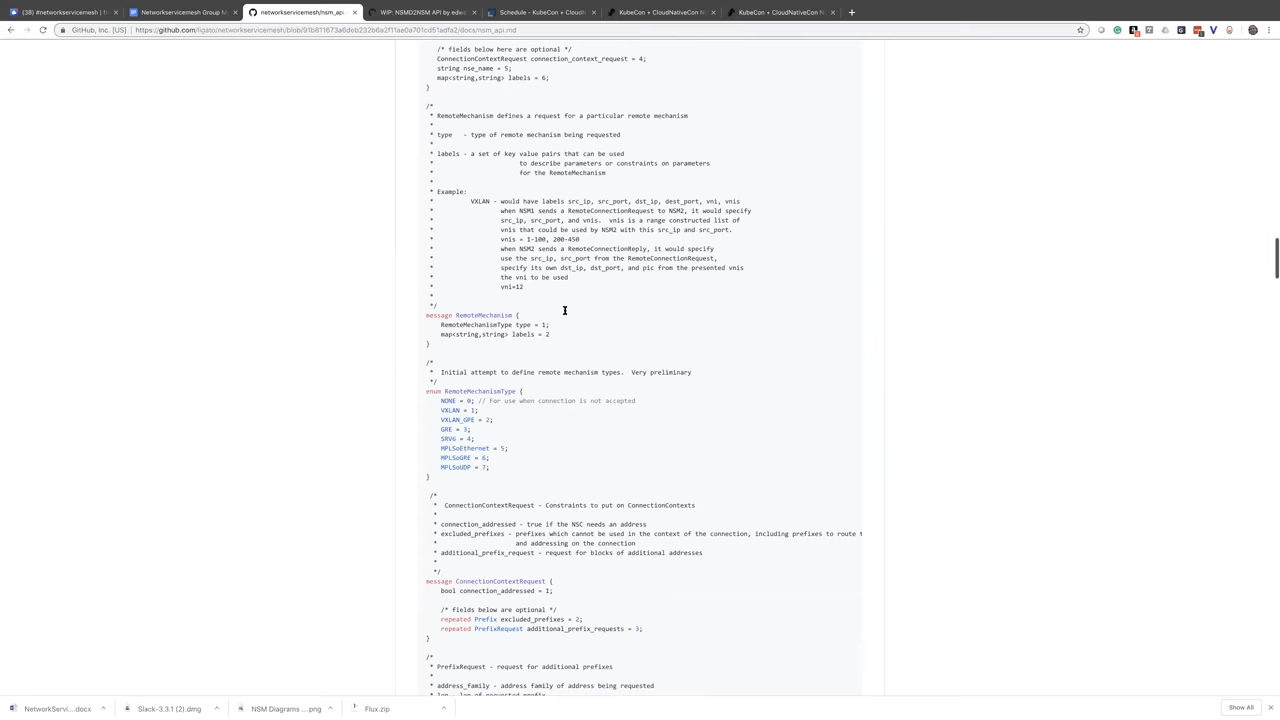 (38) #networkservicemesh | t
Networkservicemesh Group M
networkservicemesh/nsm_api.
WIP: NSMD2NSM API by edw
Schedule - KubeCon + CloudN
KubeCon + CloudNativeCon N
KubeCon + CloudNativeCon N
GitHub, Inc. [US] | https://github.com/ligato/networkservicemesh/blob/91b811673a6deb232b6a2f11ae0a701cd51adfa2/docs/nsm_api.md
/* fields below here are optional */
ConnectionContextRequest connection_context_request = 4;
string nse_name = 5;
map<string,string> labels = 6;
}
/*
* RemoteMechanism defines a request for a particular remote mechanism
*
* type - type of remote mechanism being requested
*
* labels - a set of key value pairs that can be used
* to describe parameters or constraints on parameters
* for the RemoteMechanism
*
* Example:
* VXLAN - would have labels src_ip, src_port, dst_ip, dest_port, vni, vnis
* when NSM1 sends a RemoteConnectionRequest to NSM2, it would specify
* src_ip, src_port, and vnis. vnis is a range constructed list of
* vnis that could be used by NSM2 with this src_ip and src_port.
* vnis = 1-100, 200-450
* when NSM2 sends a RemoteConnectionReply, it would specify
* use the src_ip, src_port from the RemoteConnectionRequest,
* specify its own dst_ip, dst_port, and pic from the presented vnis
* the vni to be used
* vni=12
*
*/
message RemoteMechanism {
RemoteMechanismType type = 1;
map<string,string> labels = 2
}
/*
* Initial attempt to define remote mechanism types. Very preliminary
*/
enum RemoteMechanismType {
NONE = 0; // For use when connection is not accepted
VXLAN = 1;
VXLAN_GPE = 2;
GRE = 3;
SRV6 = 4;
MPLSoEthernet = 5;
MPLSoGRE = 6;
MPLSoUDP = 7;
}
/*
* ConnectionContextRequest - Constraints to put on ConnectionContexts
*
* connection_addressed - true if the NSC needs an address
* excluded_prefixes - prefixes which cannot be used in the context of the connection, including prefixes to route t
* and addressing on the connection
* additional_prefix_request - request for blocks of additional addresses
*
*/
message ConnectionContextRequest {
bool connection_addressed = 1;
/* fields below are optional */
repeated Prefix excluded_prefixes = 2;
repeated PrefixRequest additional_prefix_requests = 3;
}
/*
* PrefixRequest - request for additional prefixes
*
* address_family - address family of address being requested
NetworkServi....docx
Slack-3.3.1 (2).dmg
NSM Diagrams ....png
Flux.zip
Show All